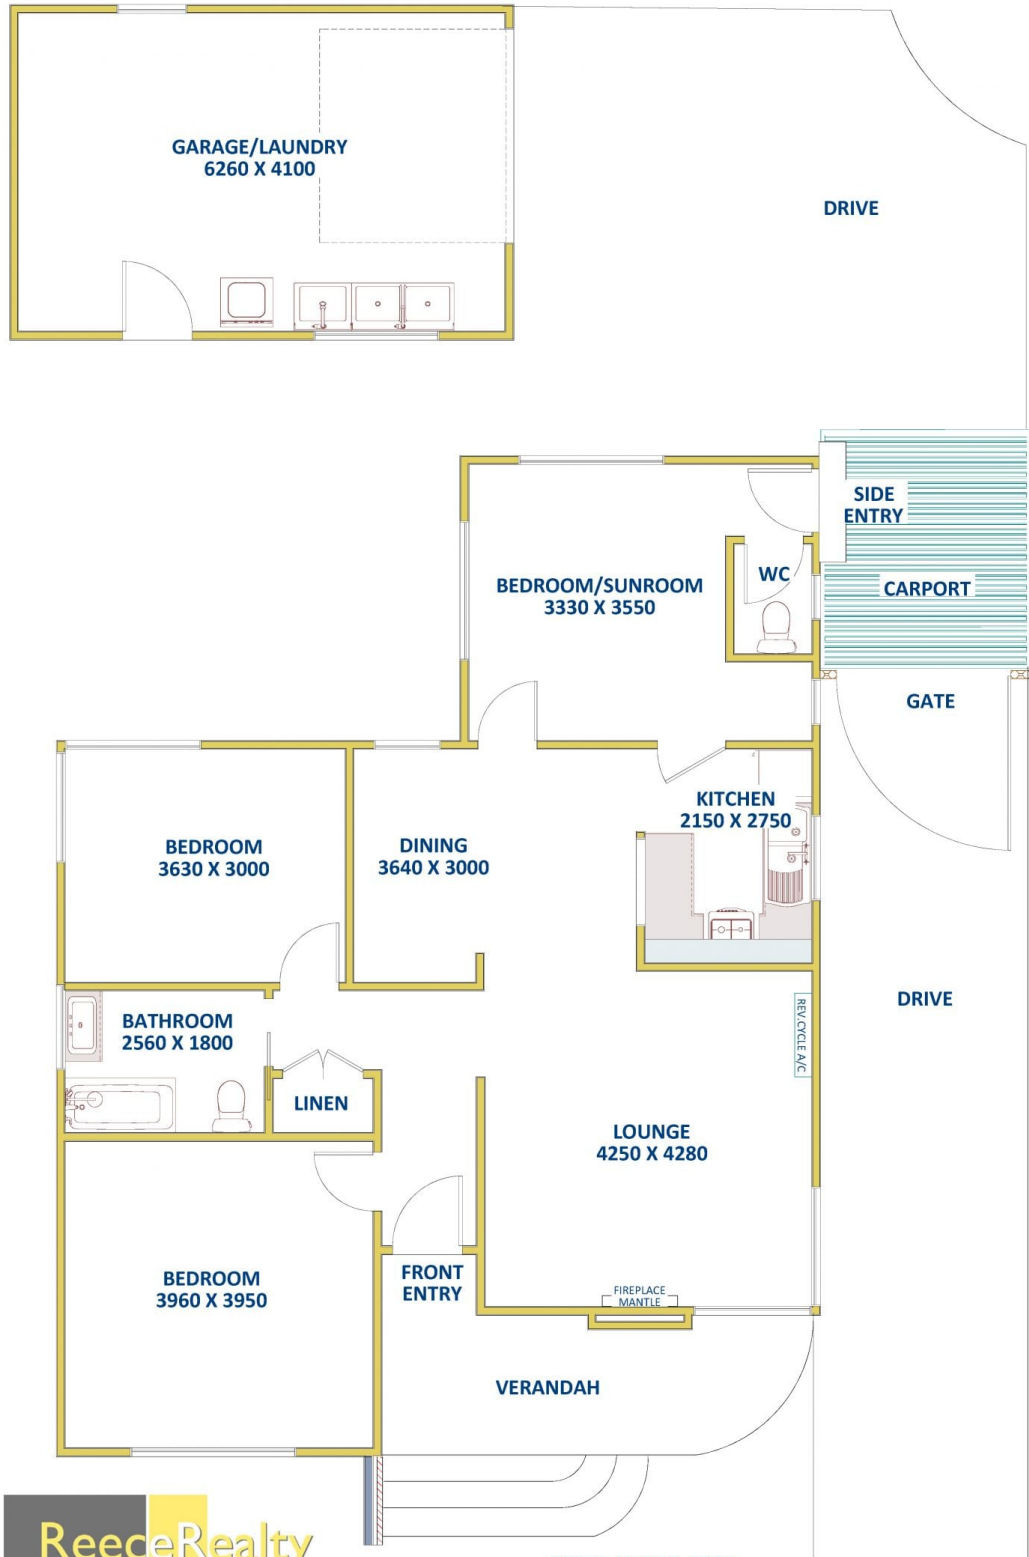 GARAGE/LAUNDRY
6260 X 4100
DRIVE
SIDE
ENTRY
WC
BEDROOM/SUNROOM
3330 X 3550
CARPORT
GATE
KITCHEN
2150 X 2750
BEDROOM
3630 X 3000
DINING
3640 X 3000
DRIVE
REV.CYCLE A/C
BATHROOM
2560 X 1800
LINEN
LOUNGE
4250 X 4280
FRONT
ENTRY
BEDROOM
3960 X 3950
FIREPLACE
MANTLE
VERANDAH
ReeceRealty